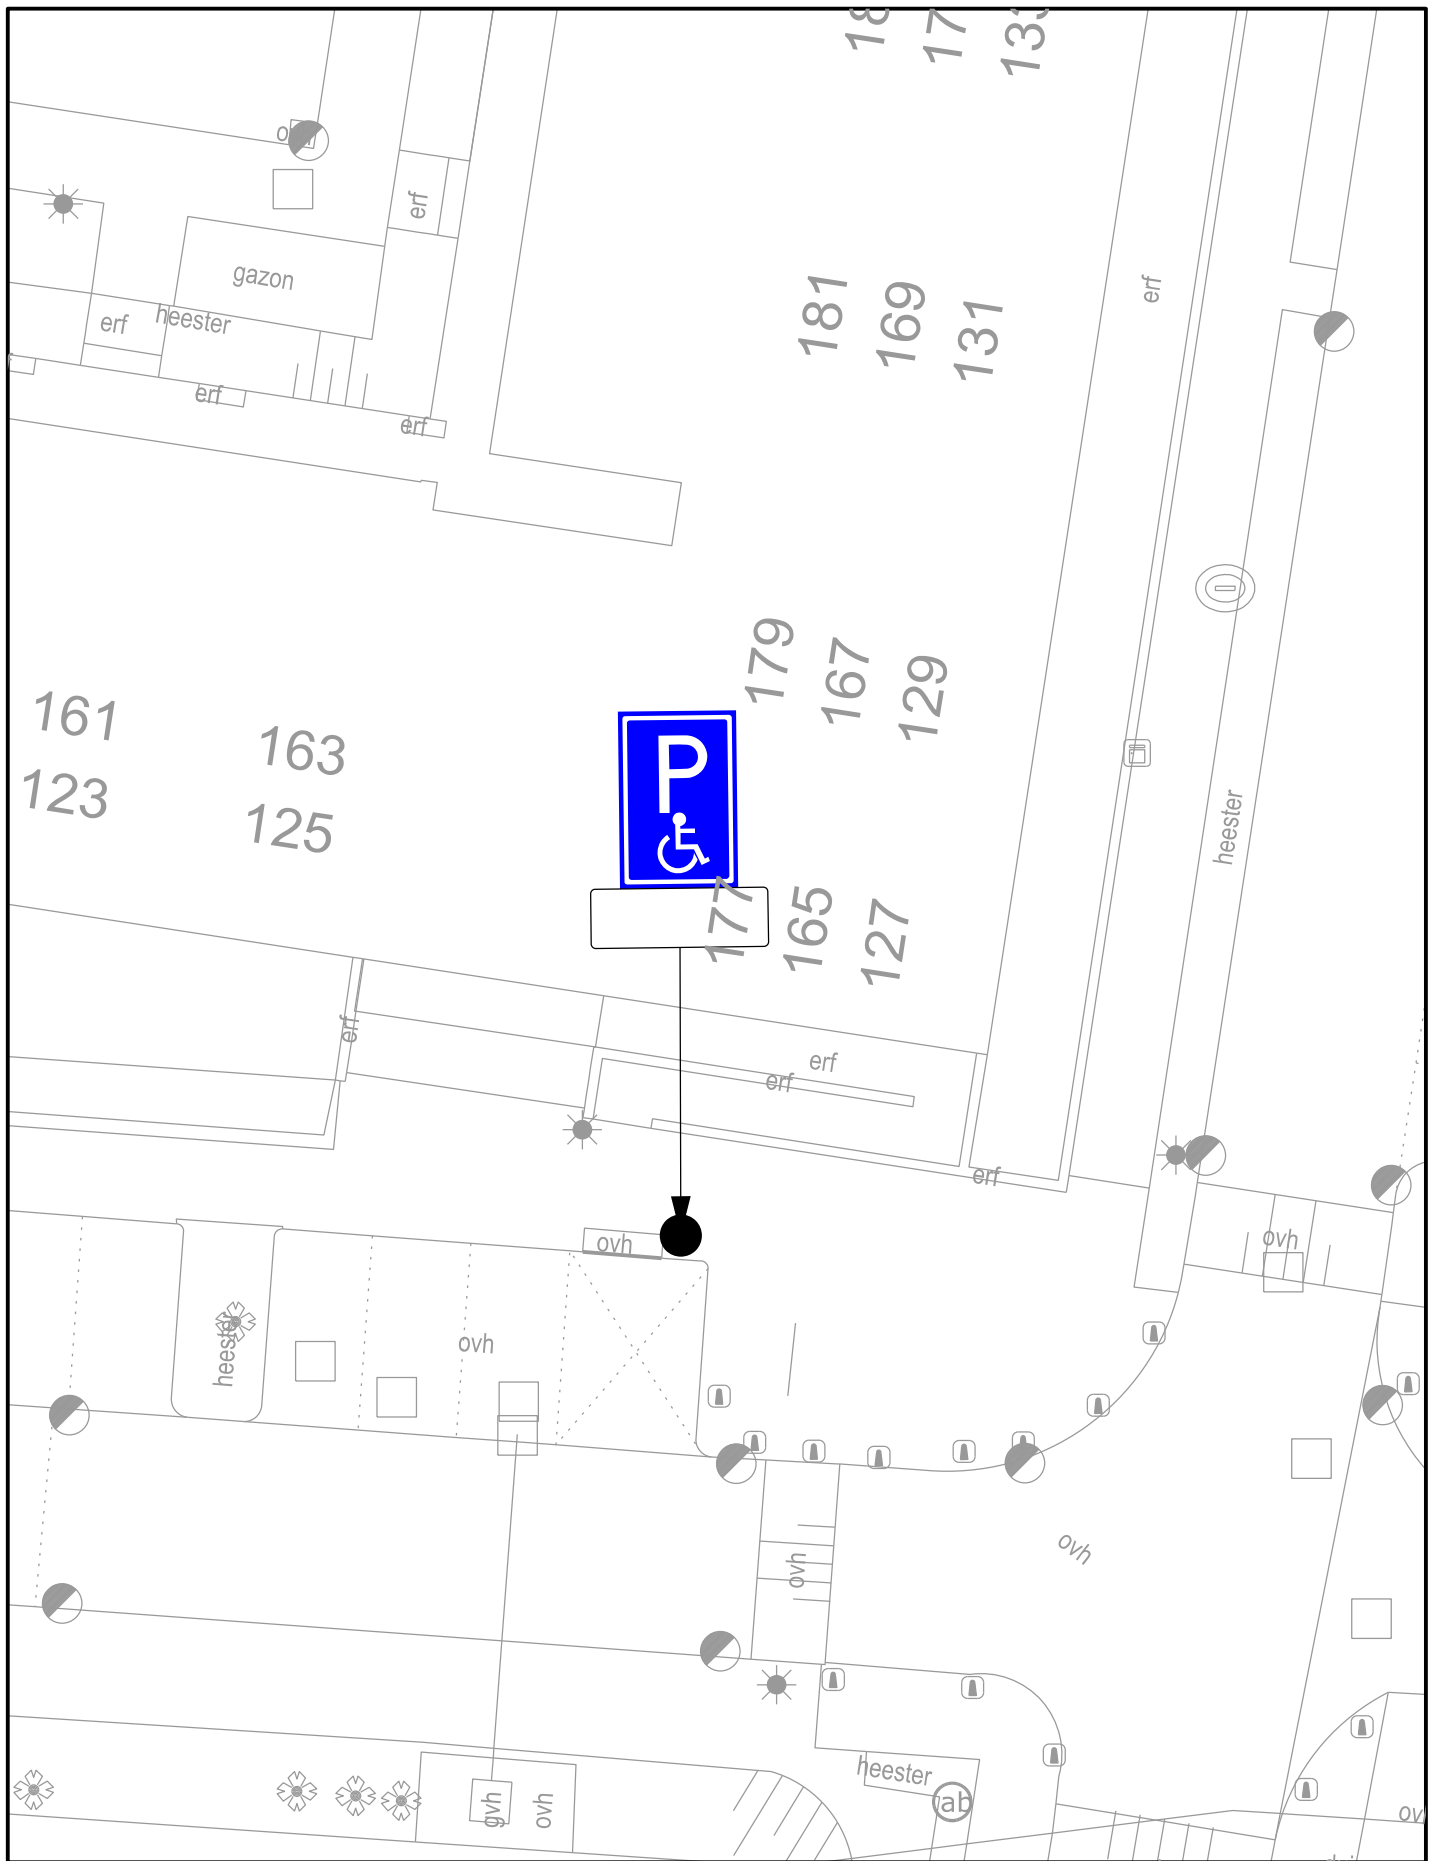 erf
erf
gazon
heester
erf
181
169
131
erf
erf
179
167
129
161
163
123
125
P
heester
177
165
127
erf
erf
erf
erf
ovh
ovh
heester
ovh
ovh
ovh
heester
ab
gvh
ovh